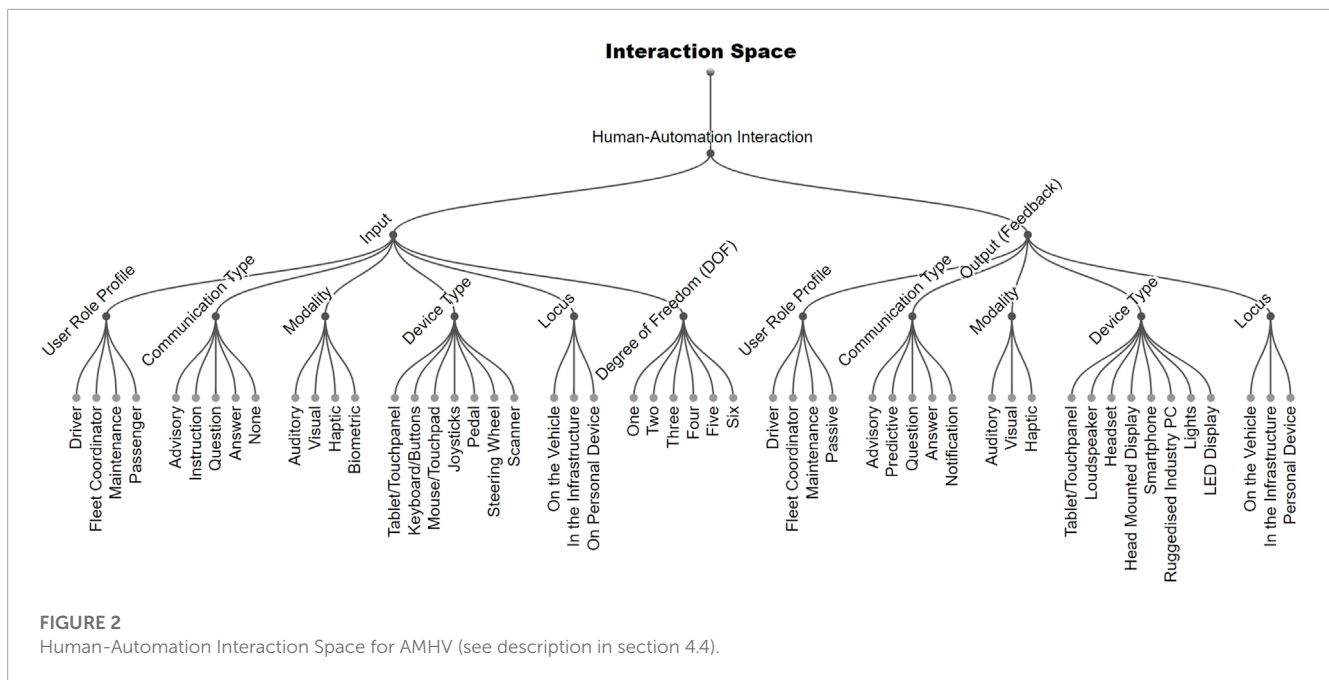 Interaction Space
Human-Automation Interaction
Input
Output (Feedback)
User Role Profile
Communication Type
Modality
Device Type
Locus
Degree of Freedom (DOF)
User Role Profile
Communication Type
Modality
Device Type
Locus
Driver
Fleet Coordinator
Maintenance
Passenger
Advisory
Instruction
Question
Answer
None
Auditory
Visual
Haptic
Biometric
Tablet/Touchpanel
Keyboard/Buttons
Mouse/Touchpad
Joysticks
Pedal
Steering Wheel
Scanner
On the Vehicle
In the Infrastructure
On Personal Device
One
Two
Three
Four
Five
Six
Driver
Fleet Coordinator
Maintenance
Passive
Advisory
Predictive
Question
Answer
Notification
Auditory
Visual
Haptic
Tablet/Touchpanel
Loudspeaker
Headset
Head Mounted Display
Smartphone
Ruggedised Industry PC
Lights
LED Display
On the Vehicle
In the Infrastructure
Personal Device
FIGURE 2
Human-Automation Interaction Space for AMHV (see description in section 4.4).